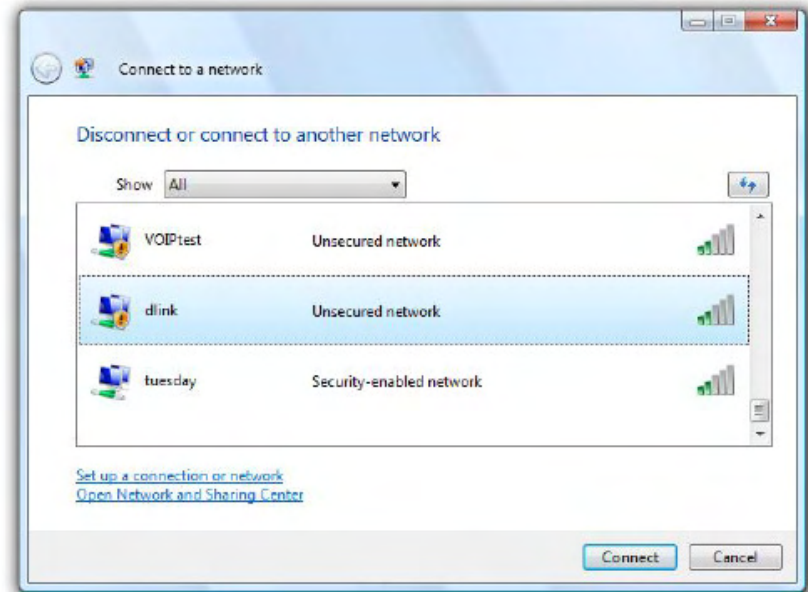 Connect to a network
Disconnect or connect to another network
Show All
VOIPtest Unsecured network
dlink Unsecured network
tuesday Security-enabled network
Set up a connection or network
Open Network and Sharing Center
Connect Cancel